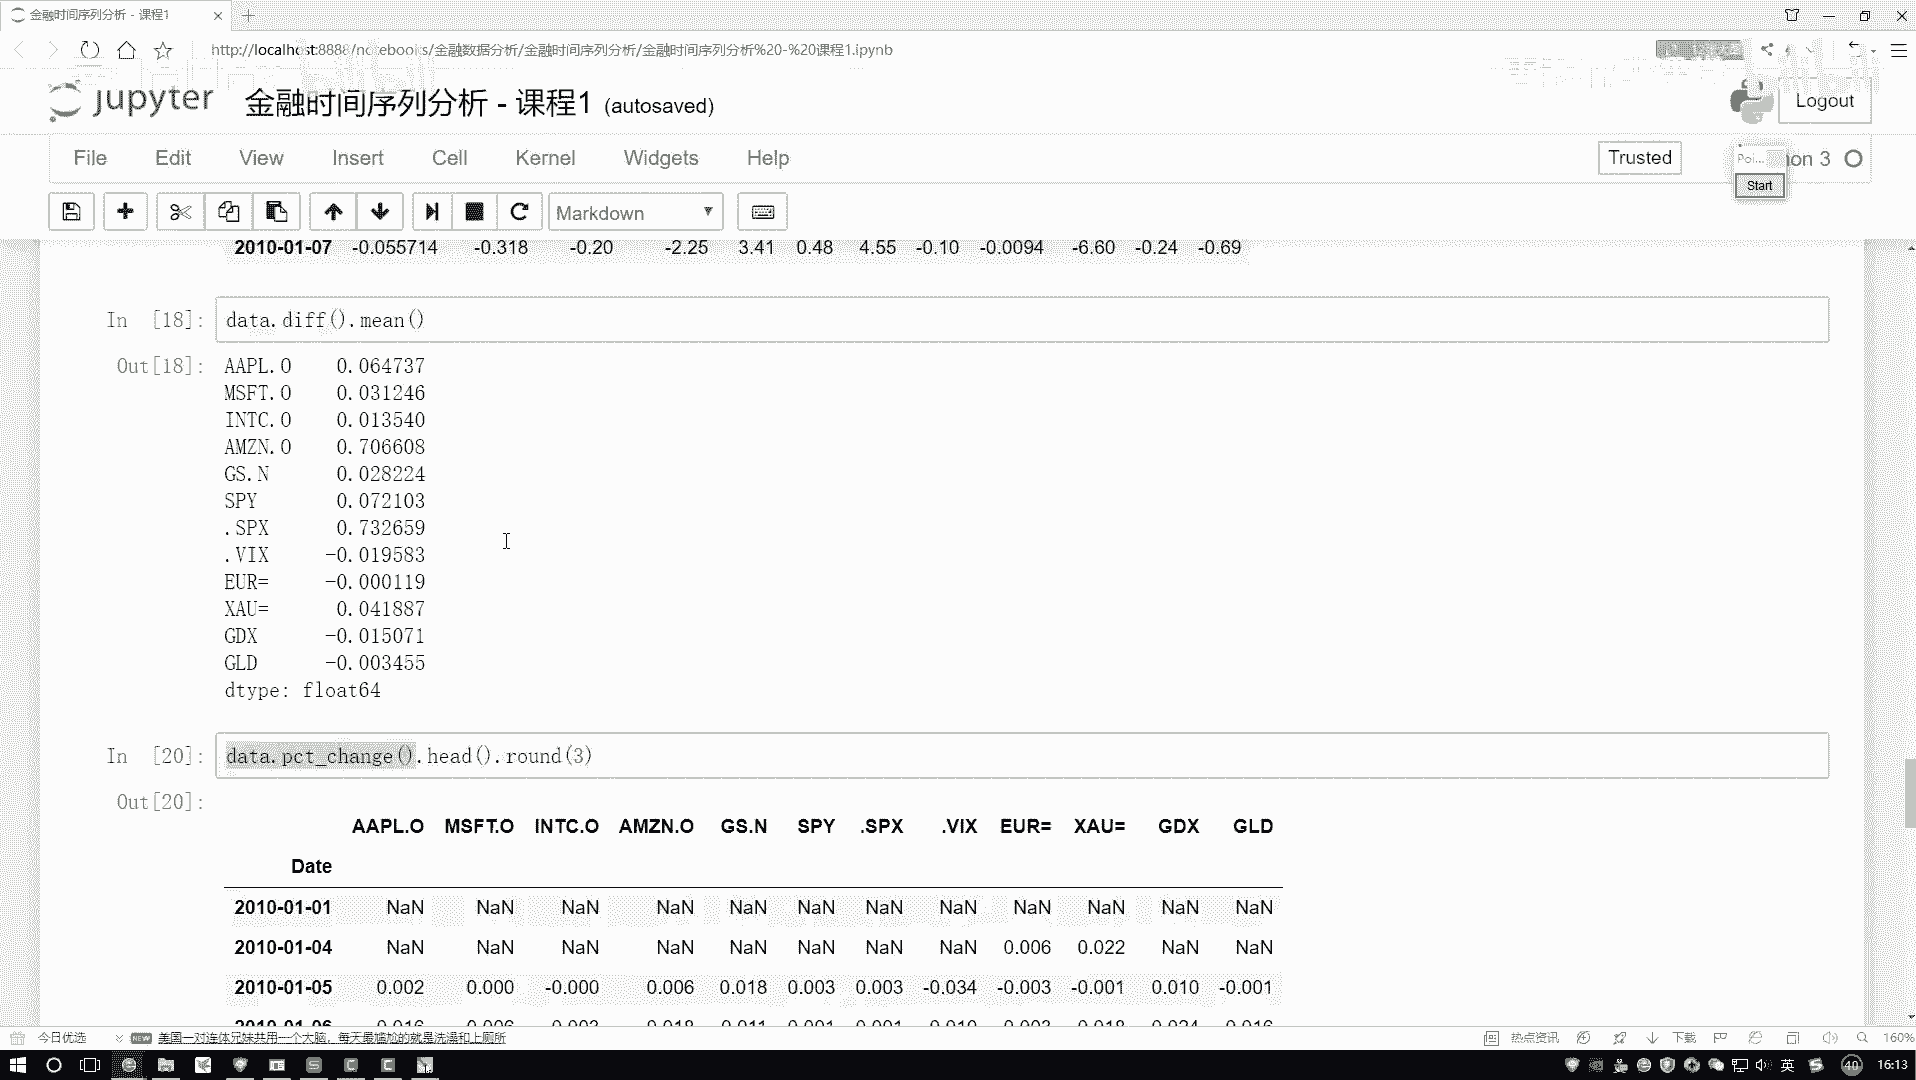 金融时间序列分析 - 课程1
http://localhost:8888/notebooks/金融数据分析/金融时间序列分析/金融时间序列分析%20-%20课程1.ipynb
jupyter 金融时间序列分析 - 课程1 (autosaved)
Logout
File Edit View Insert Cell Kernel Widgets Help
Trusted
Poi...
on 3
Start
Markdown
2010-01-07 -0.055714 -0.318 -0.20 -2.25 3.41 0.48 4.55 -0.10 -0.0094 -6.60 -0.24 -0.69
In [18]: data.diff().mean()
Out[18]: AAPL.O 0.064737
MSFT.O 0.031246
INTC.O 0.013540
AMZN.O 0.706608
GS.N 0.028224
SPY 0.072103
.SPX 0.732659
.VIX -0.019583
EUR= -0.000119
XAU= 0.041887
GDX -0.015071
GLD -0.003455
dtype: float64
In [20]: data.pct_change().head().round(3)
Out[20]:
AAPL.O MSFT.O INTC.O AMZN.O GS.N SPY .SPX .VIX EUR= XAU= GDX GLD
Date
2010-01-01 NaN NaN NaN NaN NaN NaN NaN NaN NaN NaN NaN NaN
2010-01-04 NaN NaN NaN NaN NaN NaN NaN NaN 0.006 0.022 NaN NaN
2010-01-05 0.002 0.000 -0.000 0.006 0.018 0.003 0.003 -0.034 -0.003 -0.001 0.010 -0.001
今日优选
NEW 美国一对连体兄妹共用一个大脑，每天最尴尬的就是洗澡和上厕所
热点资讯
下载
160%
英
40
16:13